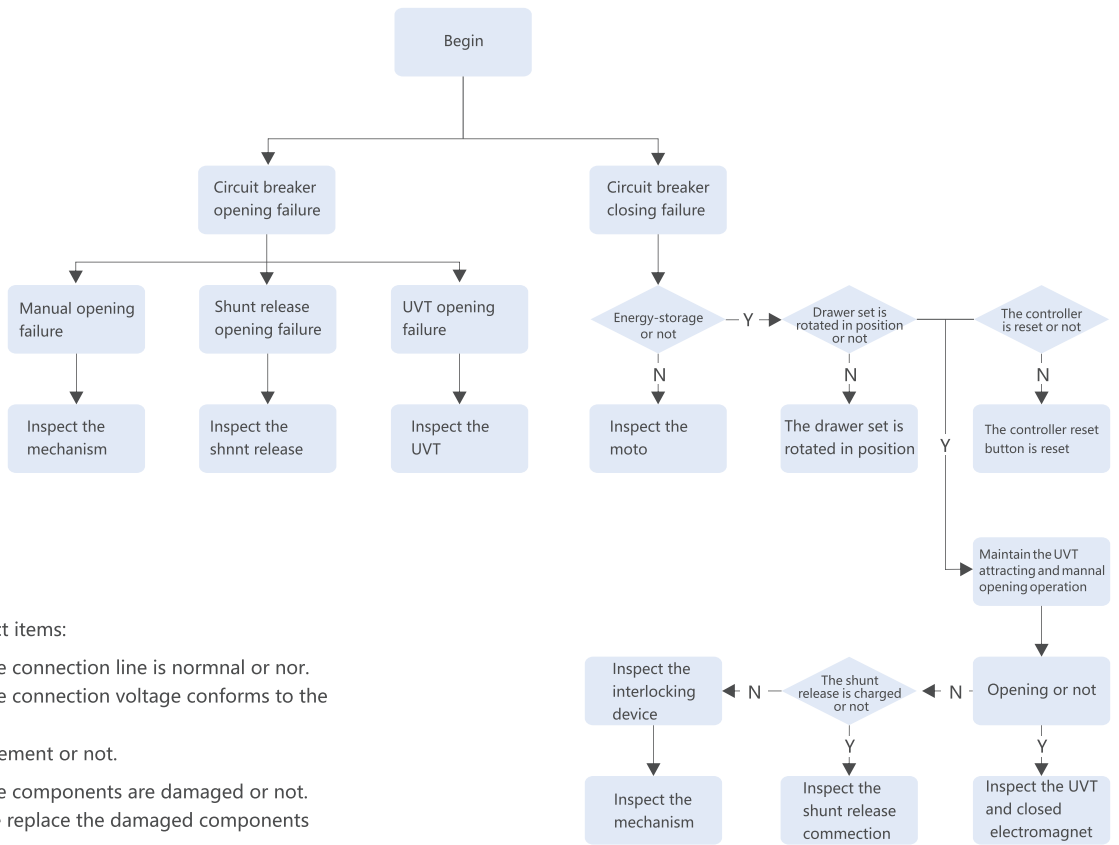 Begin
Circuit breaker
opening failure
Circuit breaker
closing failure
Manual opening
failure
Shunt release
opening failure
UVT opening
failure
Energy-storage
or not
Y
Drawer set is
rotated in position
or not
The controller
is reset or not
N
N
N
Inspect the
mechanism
Inspect the
shnnt release
Inspect the
UVT
Inspect the
moto
The drawer set is
rotated in position
Y
The controller reset
button is reset
Maintain the UVT
attracting and mannal
opening operation
ct items:
e connection line is normnal or nor.
e connection voltage conforms to the
ement or not.
e components are damaged or not.
e replace the damaged components
Inspect the
interlocking
device
N
The shunt
release is charged
or not
N
Opening or not
Y
Y
Inspect the
mechanism
Inspect the
shunt release
commection
Inspect the UVT
and closed
electromagnet